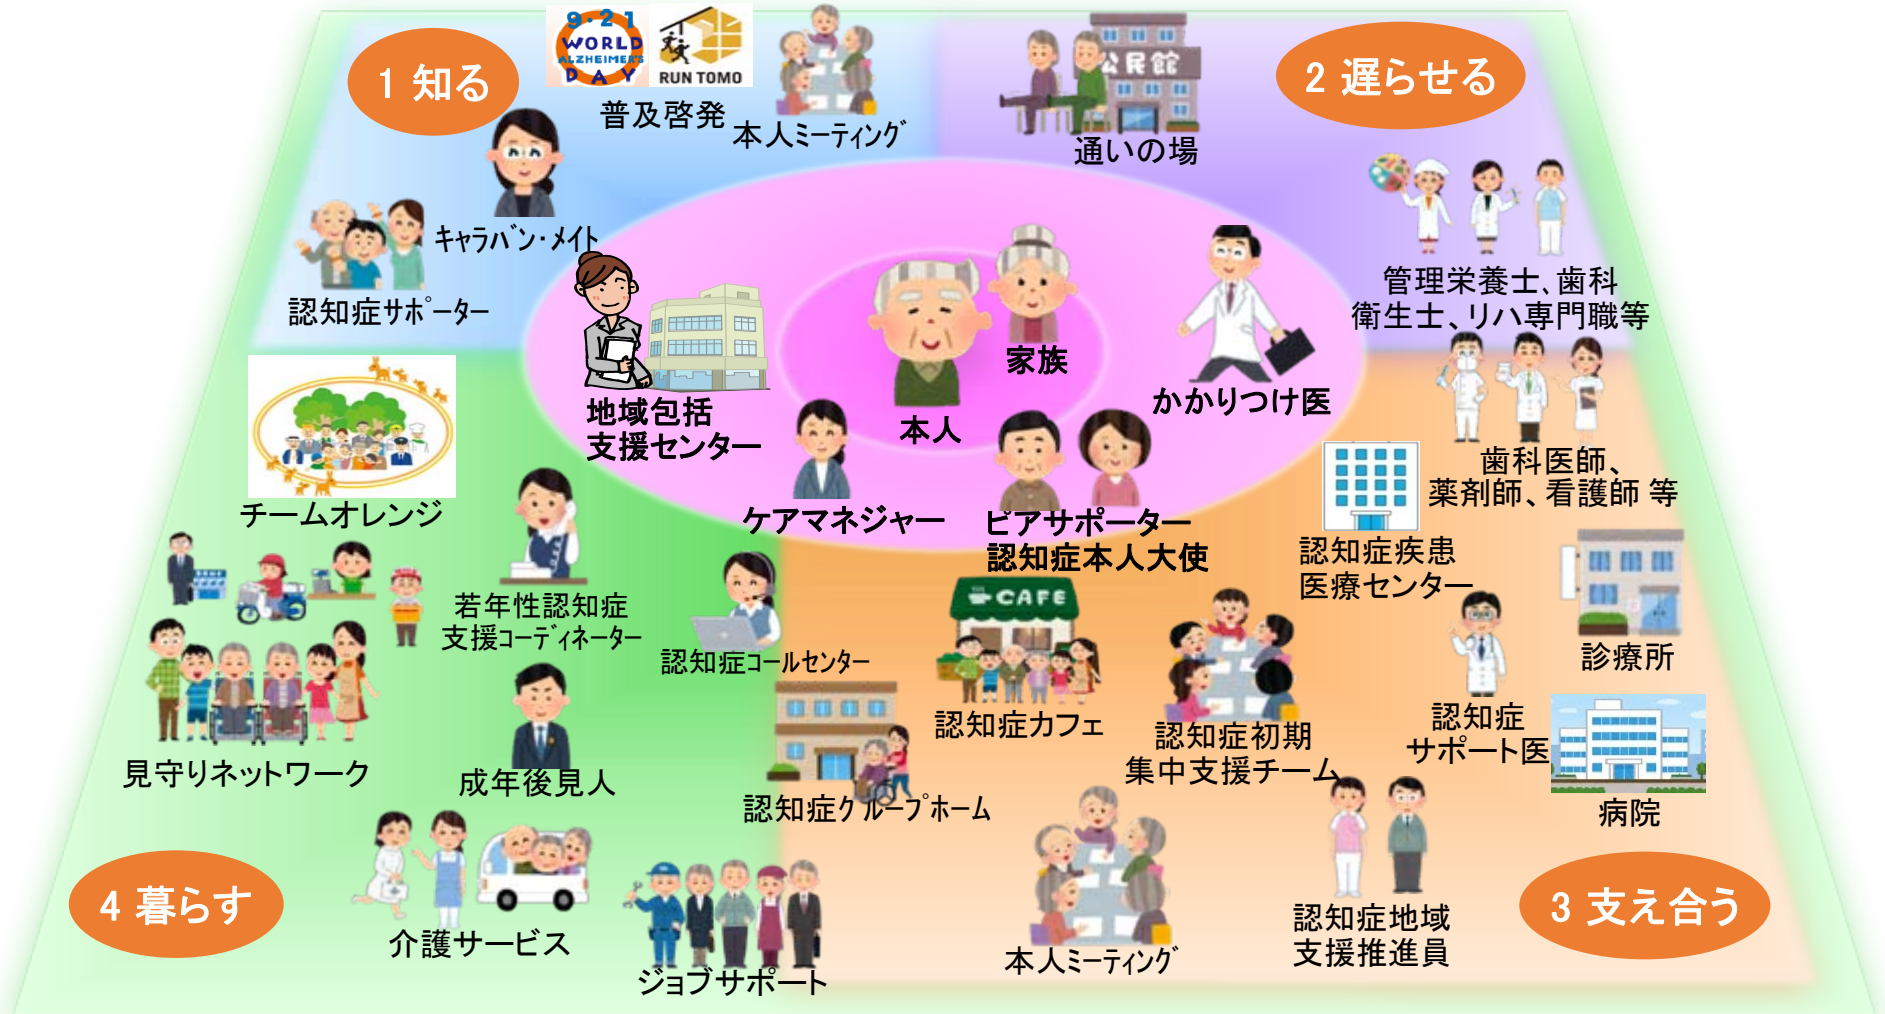 1 知る
9・21
WORLD
ALZHEIMER'S
DAY
RUN TOMO
普及啓発
本人ミーティング
公民館
通いの場
2 遅らせる
キャラバン・メイト
認知症サポーター
管理栄養士、歯科
衛生士、リハ専門職等
地域包括
支援センター
家族
本人
かかりつけ医
ケアマネジャー
ピアサポーター
認知症本人大使
歯科医師、
薬剤師、看護師 等
チームオレンジ
認知症疾患
医療センター
若年性認知症
支援コーディネーター
認知症コールセンター
CAFE
認知症カフェ
認知症初期
集中支援チーム
診療所
認知症
サポート医
病院
見守りネットワーク
成年後見人
認知症グループホーム
4 暮らす
介護サービス
ジョブサポート
本人ミーティング
認知症地域
支援推進員
3 支え合う